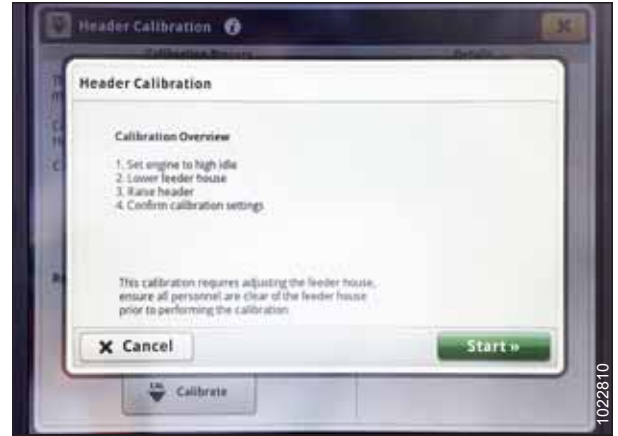 Header Calibration
Details
Header Calibration
Calibration Overview
1. Set engine to high idle
2. Lower feeder house
3. Raise header
4. Confirm calibration settings
This calibration requires adjusting the feeder house,
ensure all personnel are clear of the feeder house
prior to performing the calibration
Cancel
Start »
CAL
Calibrate
1022810